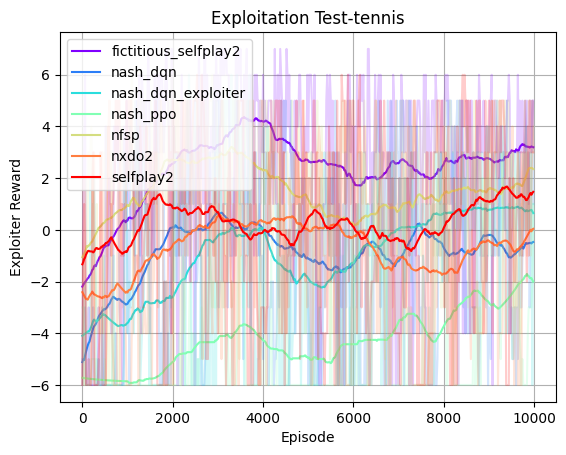 Exploitation Test-tennis
fictitious_selfplay2
nash_dqn
nash_dqn_exploiter
nash_ppo
nfsp
nxdo2
selfplay2
Exploiter Reward
6
4
2
0
−2
−4
−6
0 2000 4000 6000 8000 10000
Episode